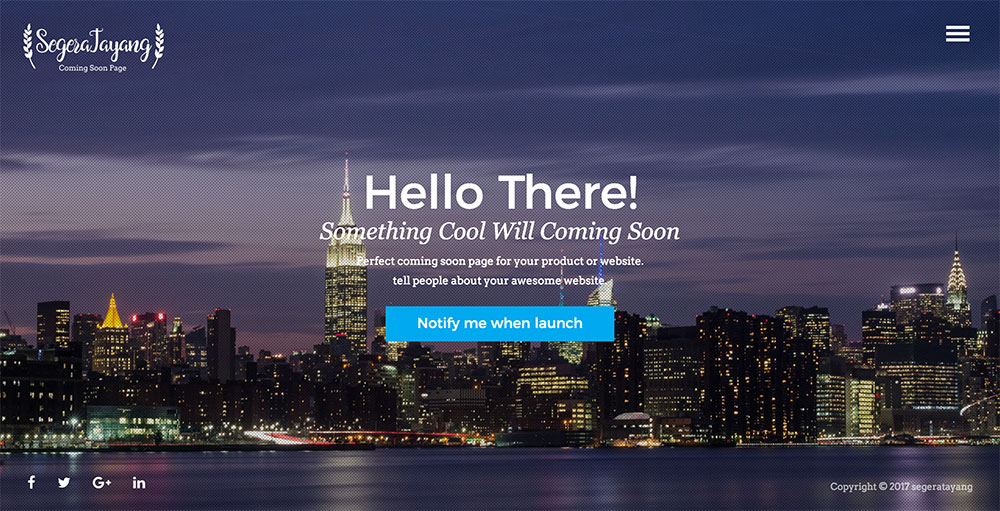 SegeraTayang
Coming Soon Page
Hello There!
Something Cool Will Coming Soon
Perfect coming soon page for your product or website.
tell people about your awesome website.
Notify me when launch
Copyright © 2017 segeratayang